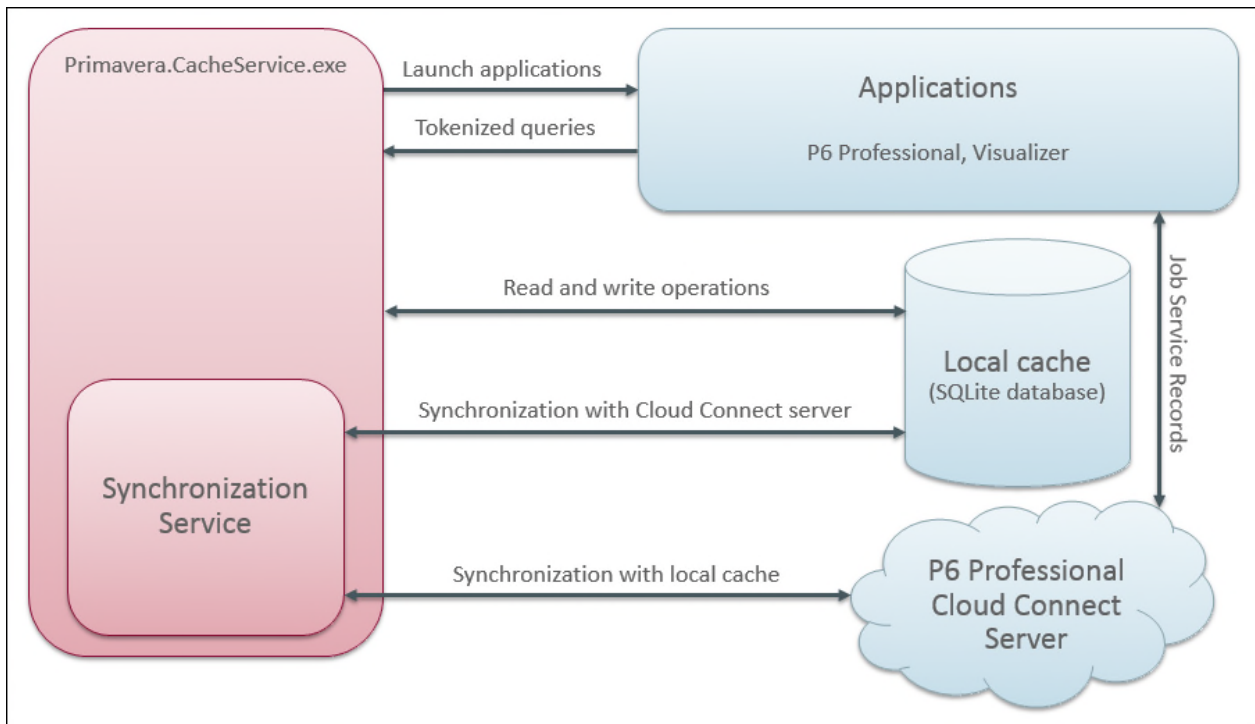 Primavera.CacheService.exe
Launch applications
Tokenized queries
Applications
P6 Professional, Visualizer
Read and write operations
Job Service Records
Local cache
(SQLite database)
Synchronization with Cloud Connect server
Synchronization
Service
Synchronization with local cache
P6 Professional
Cloud Connect
Server